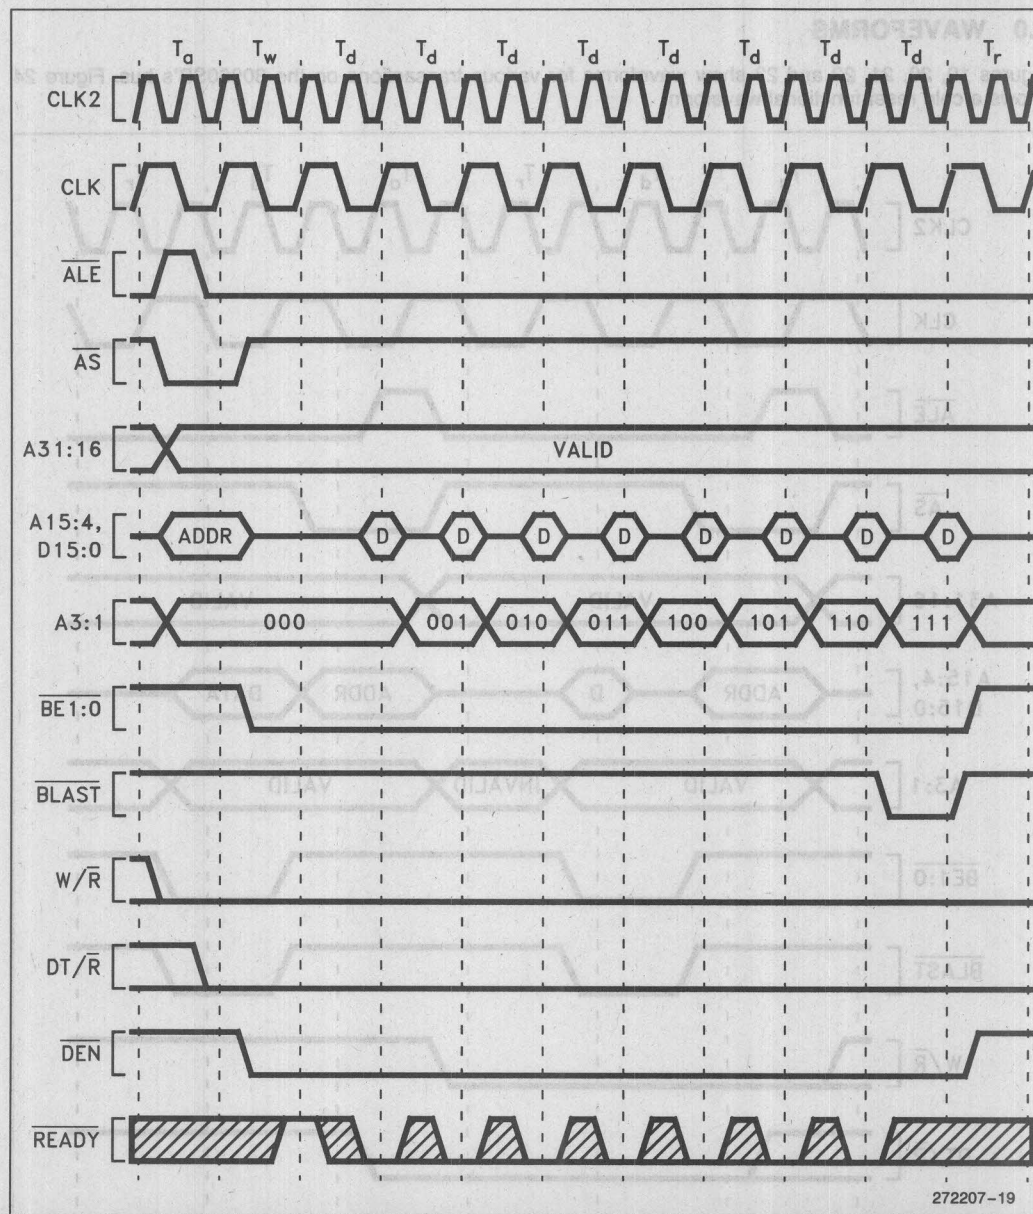 Ta Tw Td Td Td Td Td Td Td Td Tr
CLK2
CLK
ALE
AS
A31:16 VALID
A15:4,
D15:0 ADDR D D D D D D D D
A3:1 000 001 010 011 100 101 110 111
BE1:0
BLAST
W/R
DT/R
DEN
READY
272207-19